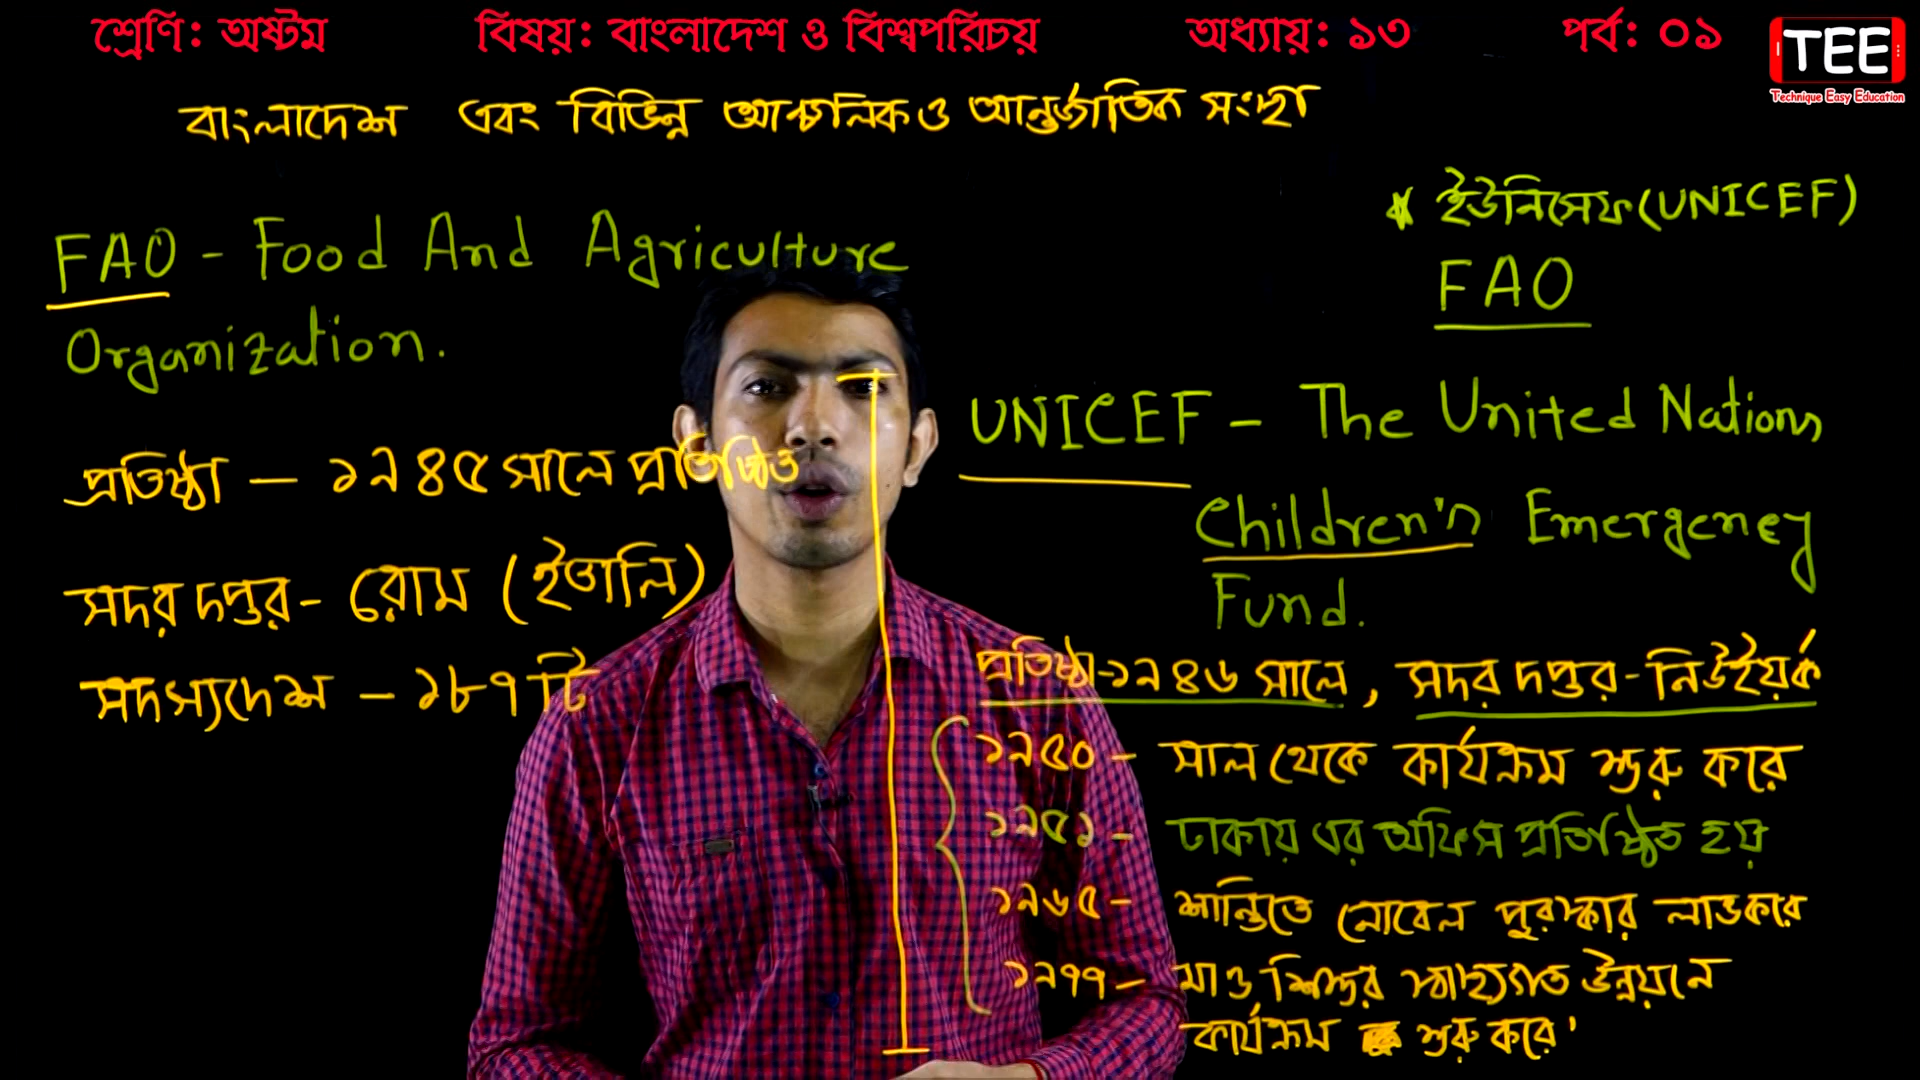 শ্রেণি: অষ্টম বিষয়: বাংলাদেশ ও বিশ্বপরিচয় অধ্যায়: ১৩ পর্ব: ০১
TEE
Technique Easy Education
বাংলাদেশ এবং বিভিন্ন আঞ্চলিক ও আন্তর্জাতিক সংস্থা
* ইউনিসেফ (UNICEF)
FAO
FAO - Food And Agriculture
Organization.
প্রতিষ্ঠা – ১৯৪৫ সালে প্রতিষ্ঠিত
সদর দপ্তর - রোম (ইতালি)
সদস্যদেশ – ১৮৭ টি
UNICEF – The United Nations
Children's Emergency
Fund.
প্রতিষ্ঠা-১৯৪৬ সালে, সদর দপ্তর-নিউইয়র্ক
১৯৫০ - সাল থেকে কার্যক্রম শুরু করে
১৯৫১ - ঢাকায় এর অফিস প্রতিষ্ঠিত হয়
১৯৬৫ - শান্তিতে নোবেল পুরস্কার লাভ করে
১৯৭৭ - মা ও শিশুর স্বাস্থ্যগত উন্নয়নে
কার্যক্রম শুরু করে'